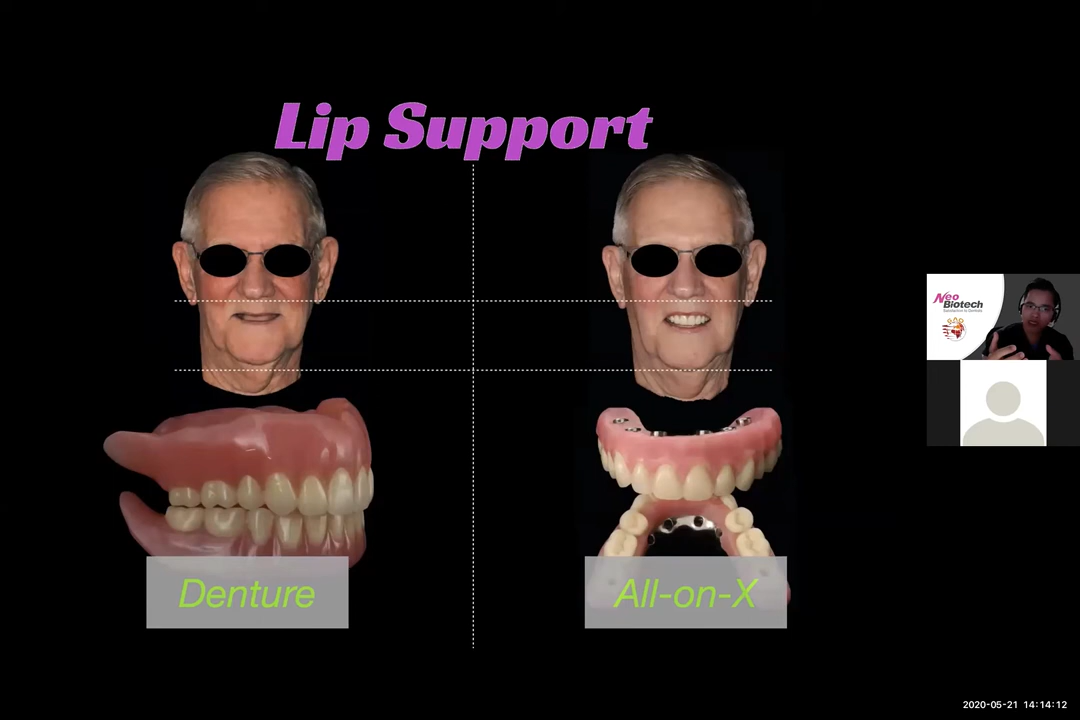 Lip Support
Neo
Biotech
Denture
All-on-X
2020-05-21 14:14:12